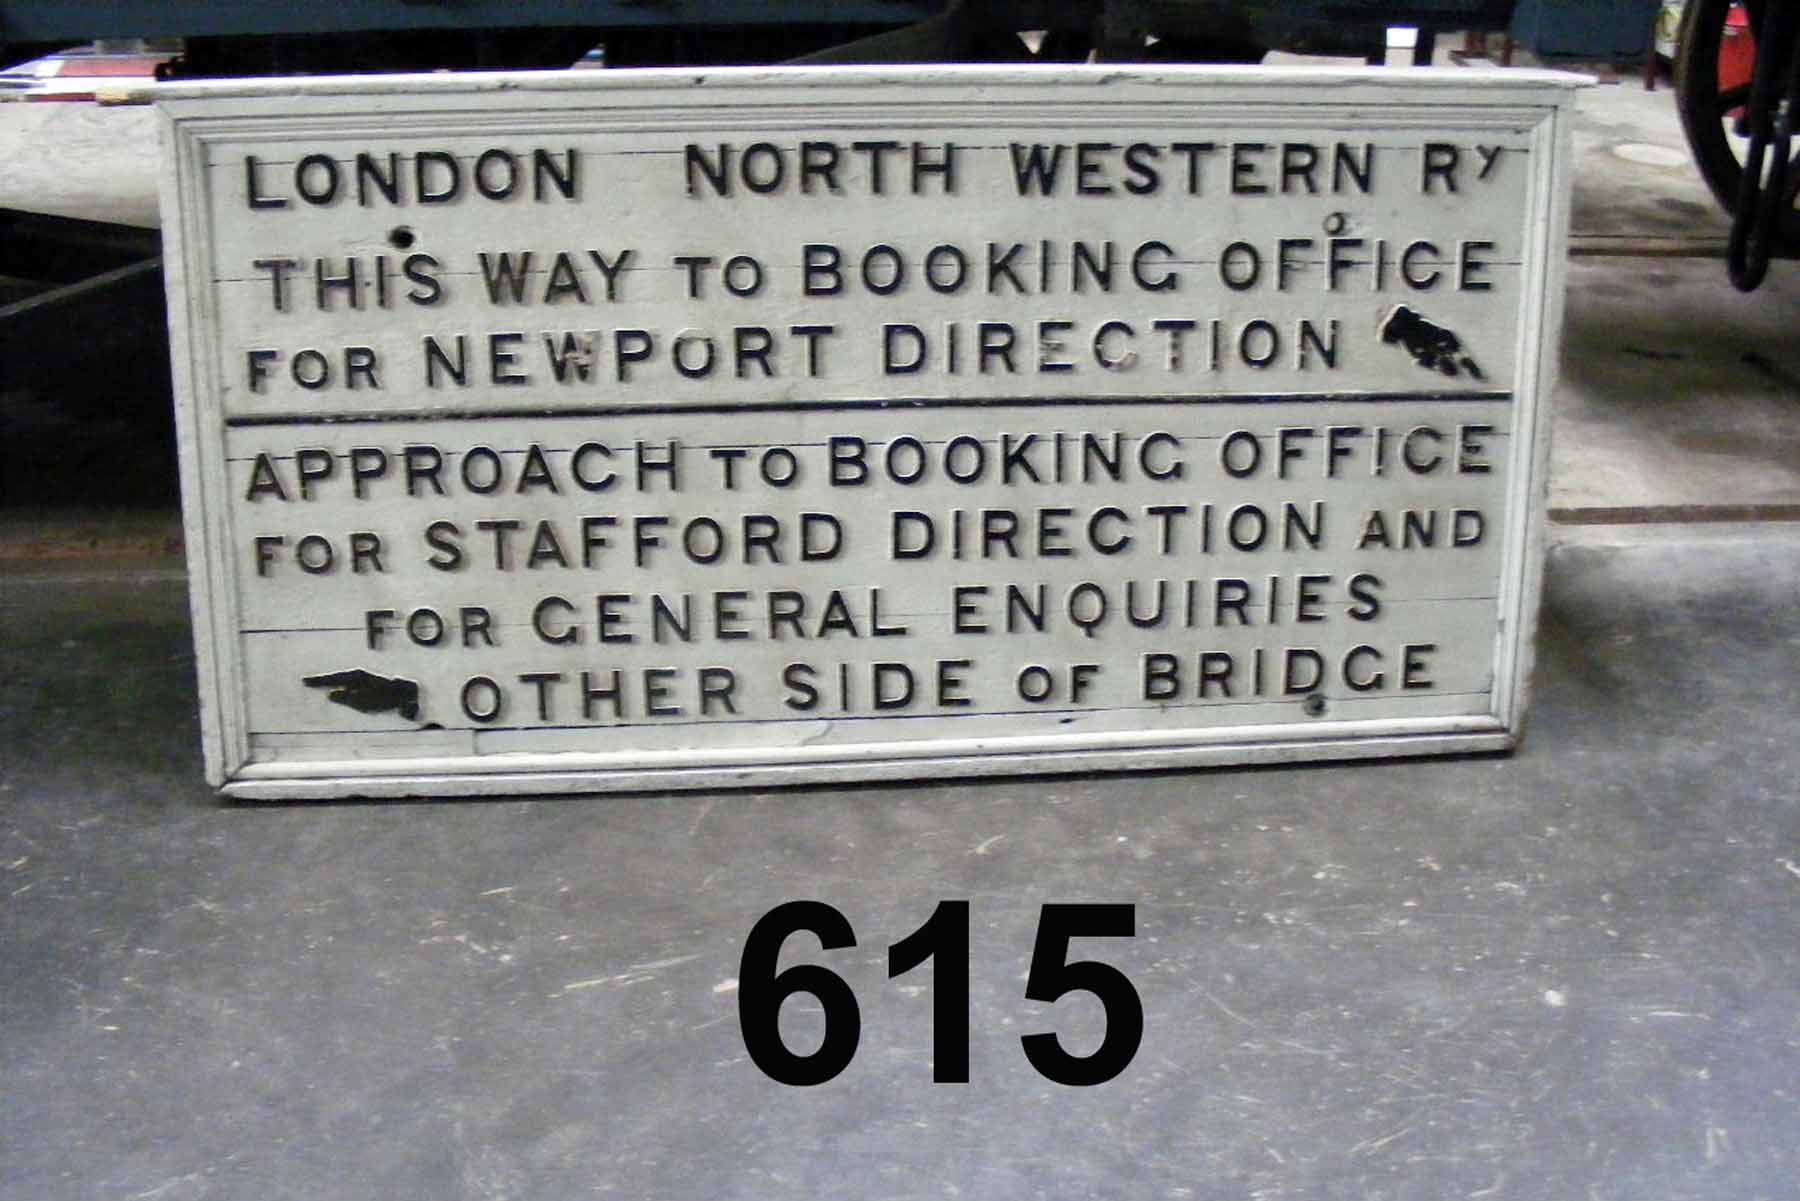 LONDON NORTH WESTERN RY
THIS WAY TO BOOKING OFFICE
FOR NEWPORT DIRECTION
APPROACH TO BOOKING OFFICE
FOR STAFFORD DIRECTION AND
FOR GENERAL ENQUIRIES
OTHER SIDE OF BRIDGE
615